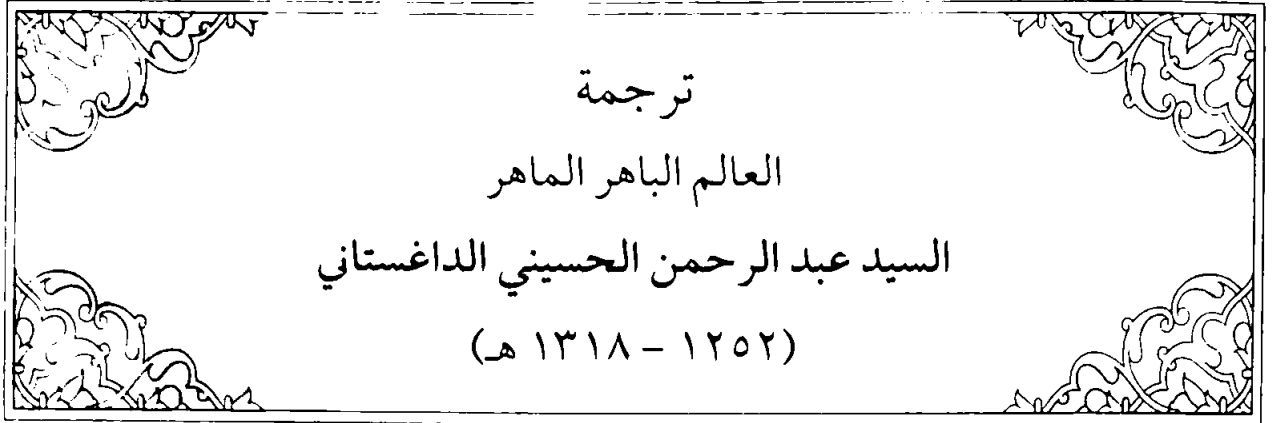 ترجمة
العالم الباهر الماهر
السيد عبد الرحمن الحسيني الداغستاني
(١٢٥٢ – ١٣١٨ هـ)